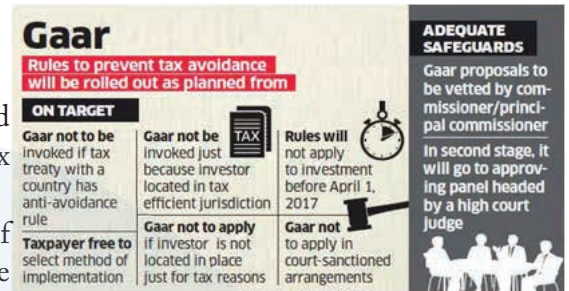 Gaar
Rules to prevent tax avoidance
will be rolled out as planned from
ON TARGET
Gaar not to be
invoked if tax
treaty with a
country has
anti-avoidance
rule
Taxpayer free to
select method of
implementation
Gaar not be
invoked just
because investor
located in tax
efficient jurisdiction
TAX
Gaar not to apply
if investor is not
located in place
just for tax reasons
Rules will
not apply
to investment
before April 1,
2017
Gaar not
to apply in
court-sanctioned
arrangements
ADEQUATE
SAFEGUARDS
Gaar proposals to
be vetted by com-
missioner/princi-
pal commissioner
In second stage, it
will go to approv-
ing panel headed
by a high court
judge